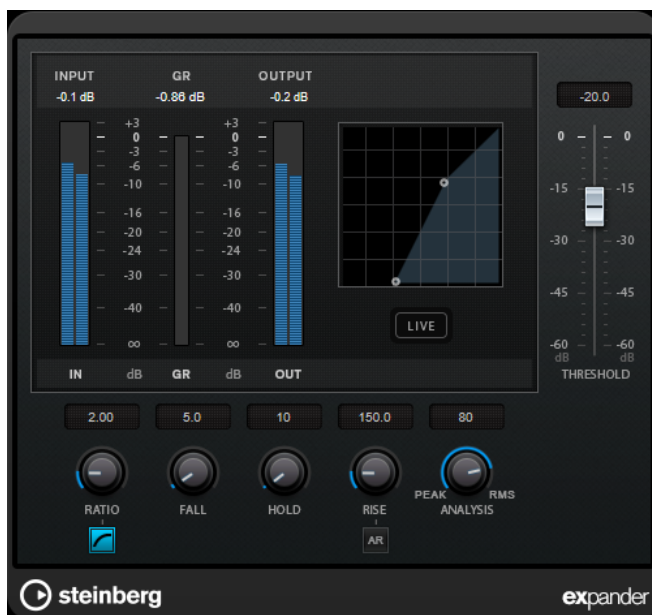 INPUT GR OUTPUT
-0.1 dB -0.86 dB -0.2 dB
-20.0
+3 +3
0 0 0 0
-3 -3
-6 -6
-10 -10
-15 -15
-16 -16
-20 -20
-24 -24
-30 -30
-30 -30
-40 -40
-45 -45
∞ ∞
-60 -60
LIVE
dB dB
IN dB GR dB OUT
THRESHOLD
2.00 5.0 10 150.0 80
PEAK RMS
RATIO FALL HOLD RISE ANALYSIS
AR
steinberg expander